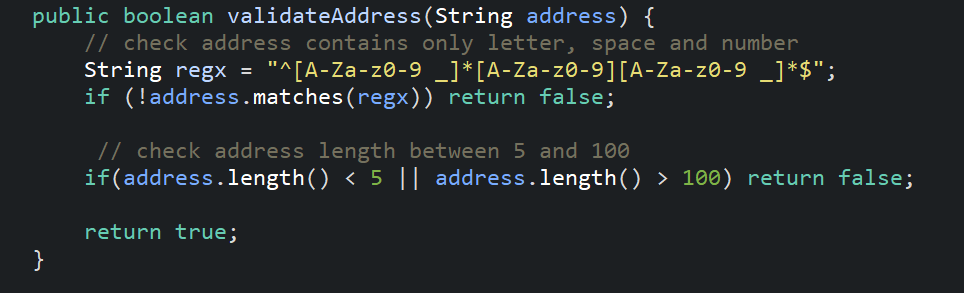 public boolean validateAddress(String address) {
    // check address contains only letter, space and number
    String regx = "^[A-Za-z0-9 _]*[A-Za-z0-9][A-Za-z0-9 _]*$";
    if (!address.matches(regx)) return false;

     // check address length between 5 and 100
    if(address.length() < 5 || address.length() > 100) return false;

    return true;
}